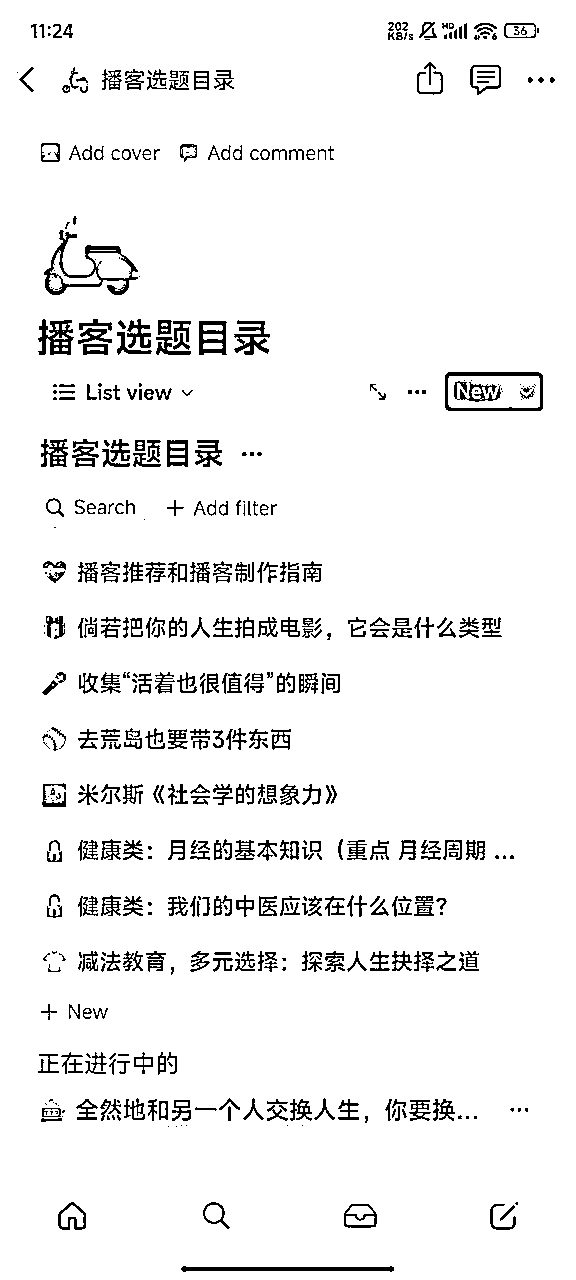 11:24
202 KB/s HD 36
播客选题目录
Add cover Add comment
播客选题目录
List view New
播客选题目录 ...
Search + Add filter
播客推荐和播客制作指南
倘若把你的人生拍成电影，它会是什么类型
收集“活着也很值得”的瞬间
去荒岛也要带3件东西
米尔斯《社会学的想象力》
健康类：月经的基本知识（重点 月经周期 ...
健康类：我们的中医应该在什么位置？
减法教育，多元选择：探索人生抉择之道
+ New
正在进行中的
全然地和另一个人交换人生，你要换... ...